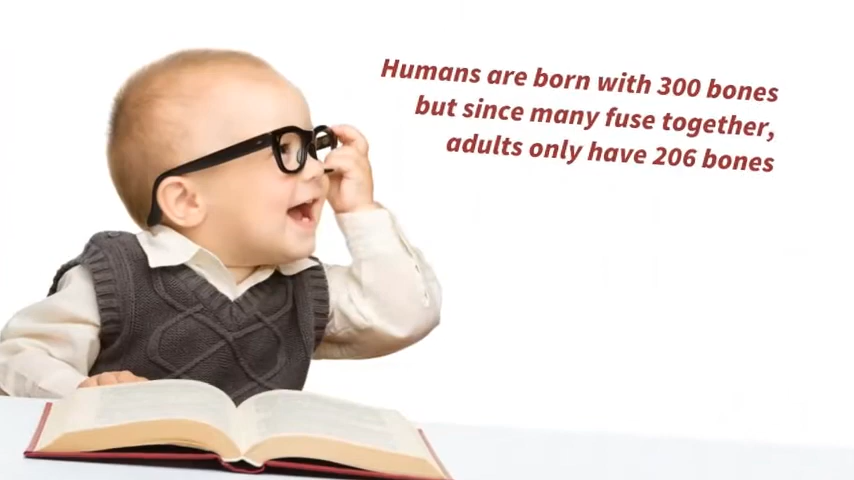 Humans are born with 300 bones
but since many fuse together,
adults only have 206 bones